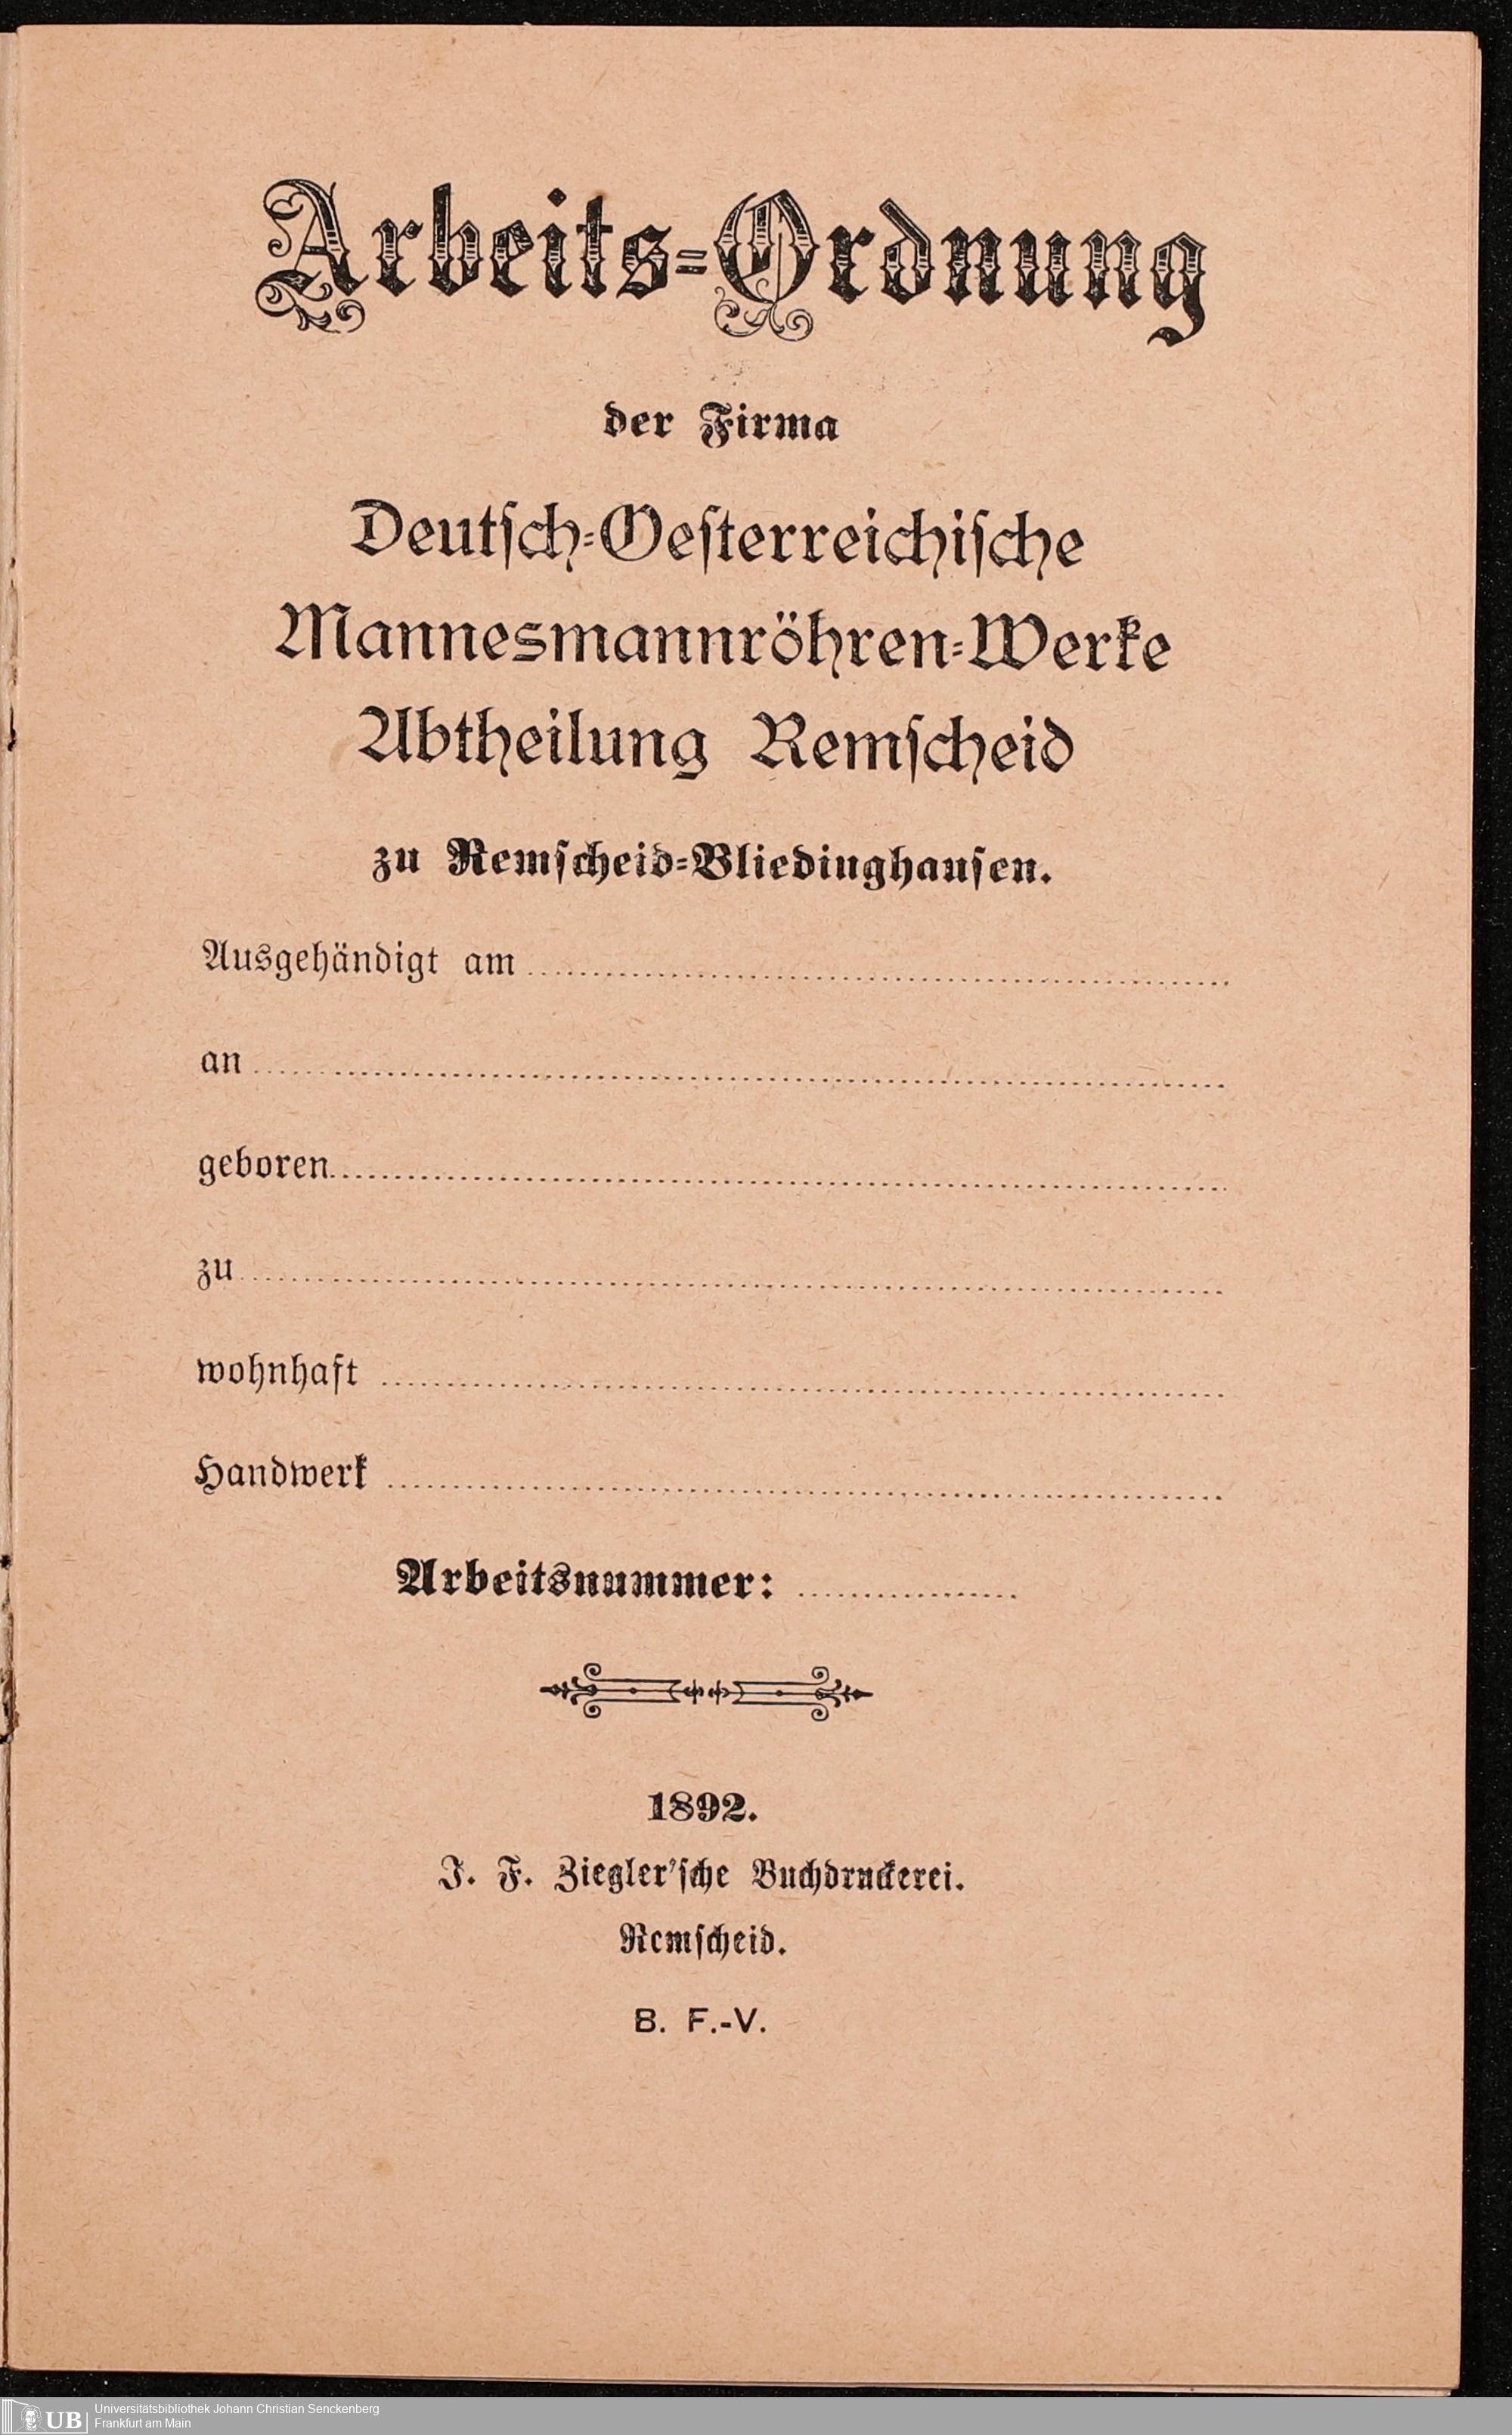 Arbeits-Ordnung
der Firma
Deutsch-Oesterreichische
Mannesmannröhren-Werke
Abtheilung Remscheid
zu Remscheid-Bliedinghausen.
Ausgehändigt am
an
geboren
zu
wohnhaft
Handwerk
Arbeitsnummer:
1892.
J. F. Ziegler'sche Buchdruckerei.
Remscheid.
B. F.-V.
UB
Universitätsbibliothek Johann Christian Senckenberg
Frankfurt am Main